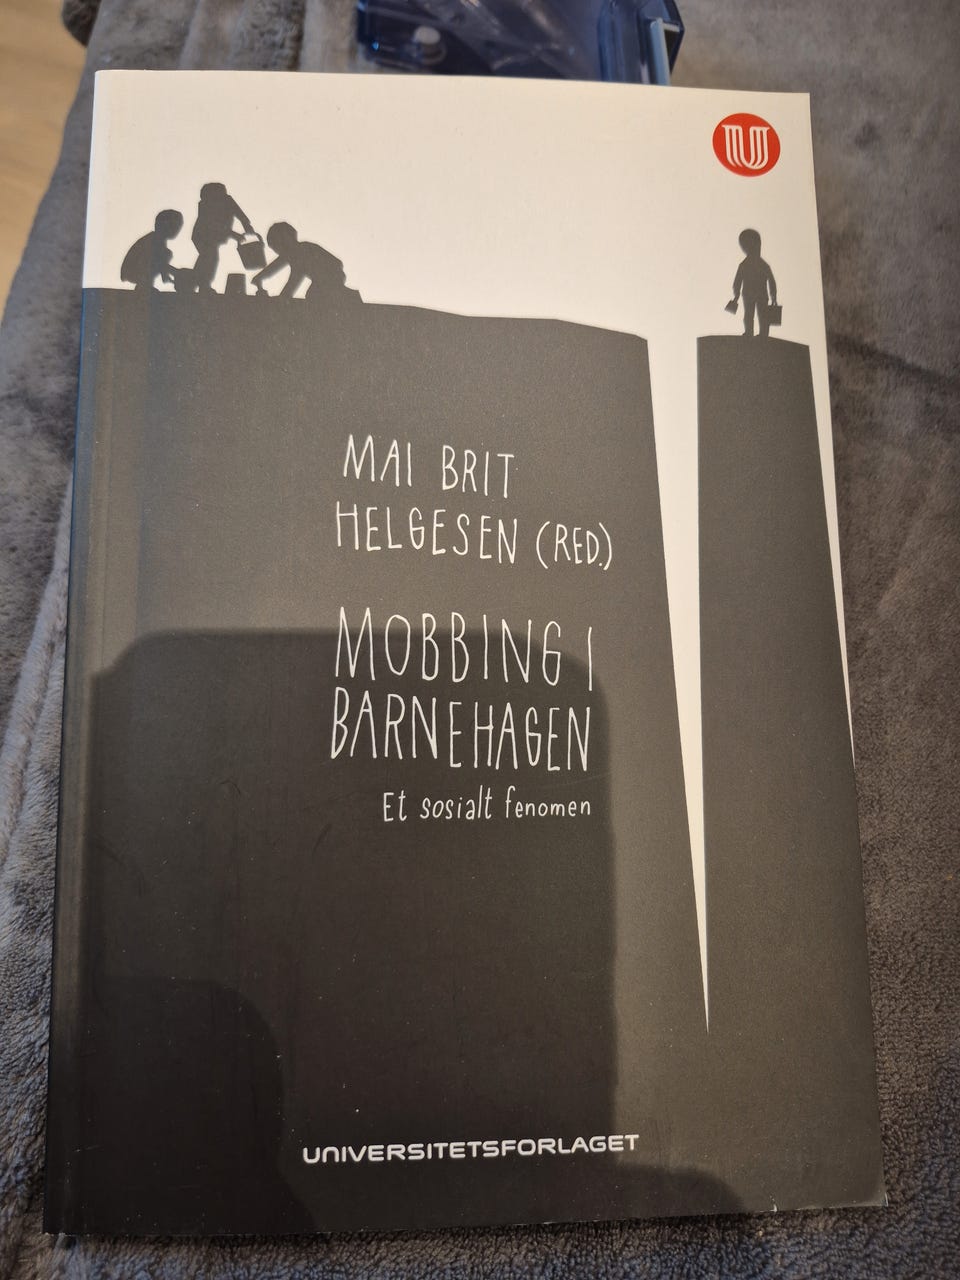 U
MAI BRIT
HELGESEN (RED.)
MOBBING I
BARNEHAGEN
Et sosialt fenomen
UNIVERSITETSFORLAGET